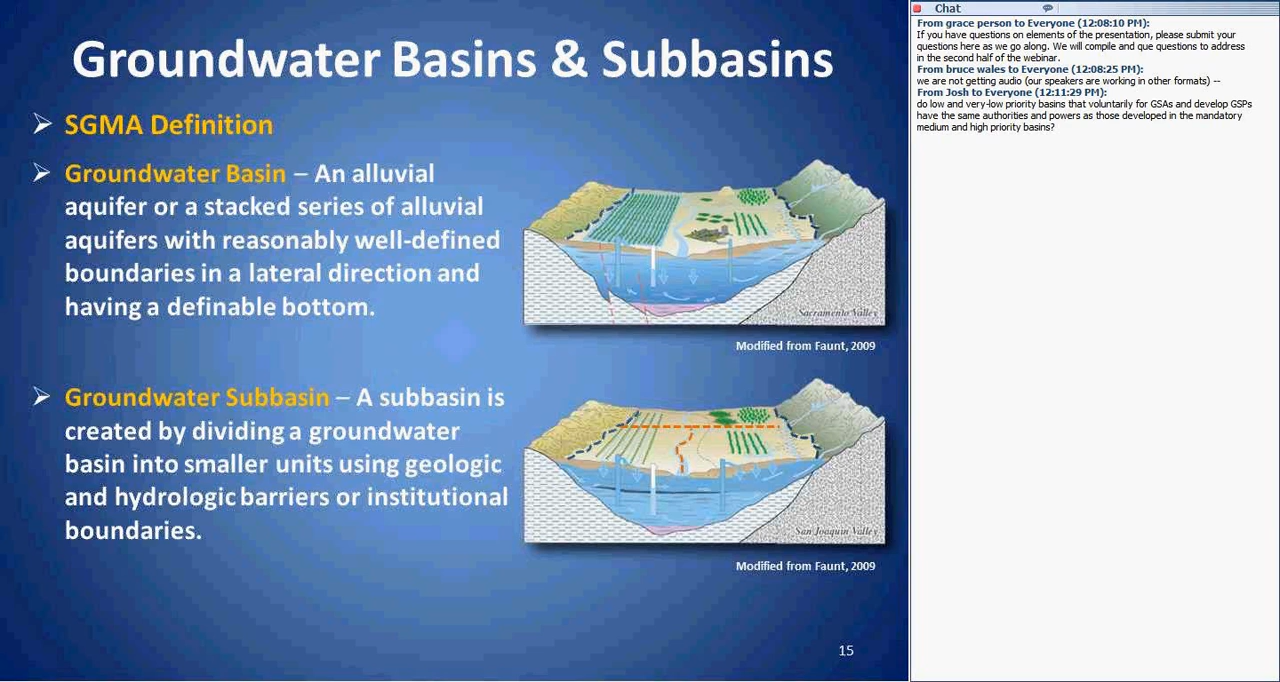 Groundwater Basins & Subbasins
SGMA Definition
Groundwater Basin – An alluvial
aquifer or a stacked series of alluvial
aquifers with reasonably well-defined
boundaries in a lateral direction and
having a definable bottom.
Sacramento Valley
Modified from Faunt, 2009
Groundwater Subbasin – A subbasin is
created by dividing a groundwater
basin into smaller units using geologic
and hydrologic barriers or institutional
boundaries.
San Joaquin Valley
Modified from Faunt, 2009
15
Chat
From grace person to Everyone (12:08:10 PM):
If you have questions on elements of the presentation, please submit your
questions here as we go along. We will compile and que questions to address
in the second half of the webinar.
From bruce wales to Everyone (12:08:25 PM):
we are not getting audio (our speakers are working in other formats) --
From Josh to Everyone (12:11:29 PM):
do low and very-low priority basins that voluntarily for GSAs and develop GSPs
have the same authorities and powers as those developed in the mandatory
medium and high priority basins?